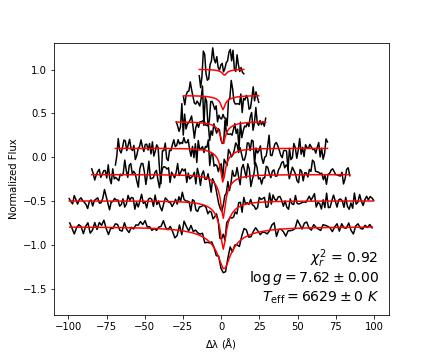 Normalized Flux
1.0
0.5
0.0
−0.5
−1.0
−1.5
χ²ᵣ = 0.92
log g = 7.62 ± 0.00
T_eff = 6629 ± 0 K
−100 −75 −50 −25 0 25 50 75 100
Δλ (Å)